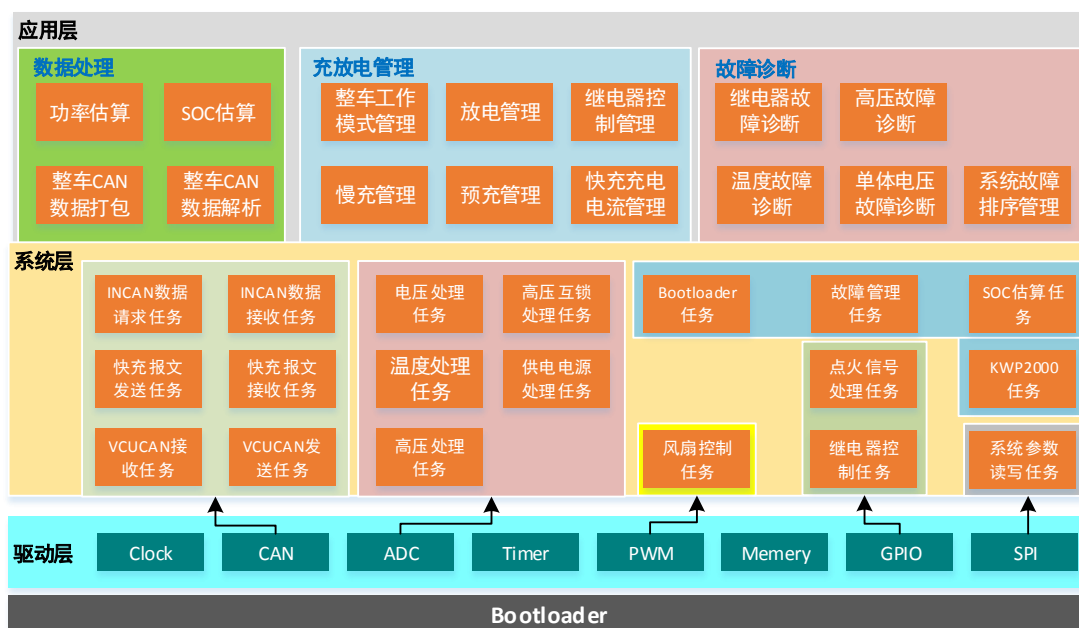 应用层
数据处理
功率估算
SOC估算
整车CAN
数据打包
整车CAN
数据解析
充放电管理
整车工作
模式管理
放电管理
继电器控
制管理
慢充管理
预充管理
快充充电
电流管理
故障诊断
继电器故
障诊断
高压故障
诊断
温度故障
诊断
单体电压
故障诊断
系统故障
排序管理
系统层
INCAN数据
请求任务
INCAN数据
接收任务
快充报文
发送任务
快充报文
接收任务
VCUCAN接
收任务
VCUCAN发
送任务
电压处理
任务
高压互锁
处理任务
温度处理
任务
供电电源
处理任务
高压处理
任务
Bootloader
任务
故障管理
任务
SOC估算任
务
点火信号
处理任务
KWP2000
任务
风扇控制
任务
继电器控
制任务
系统参数
读写任务
驱动层
Clock
CAN
ADC
Timer
PWM
Memery
GPIO
SPI
Bootloader